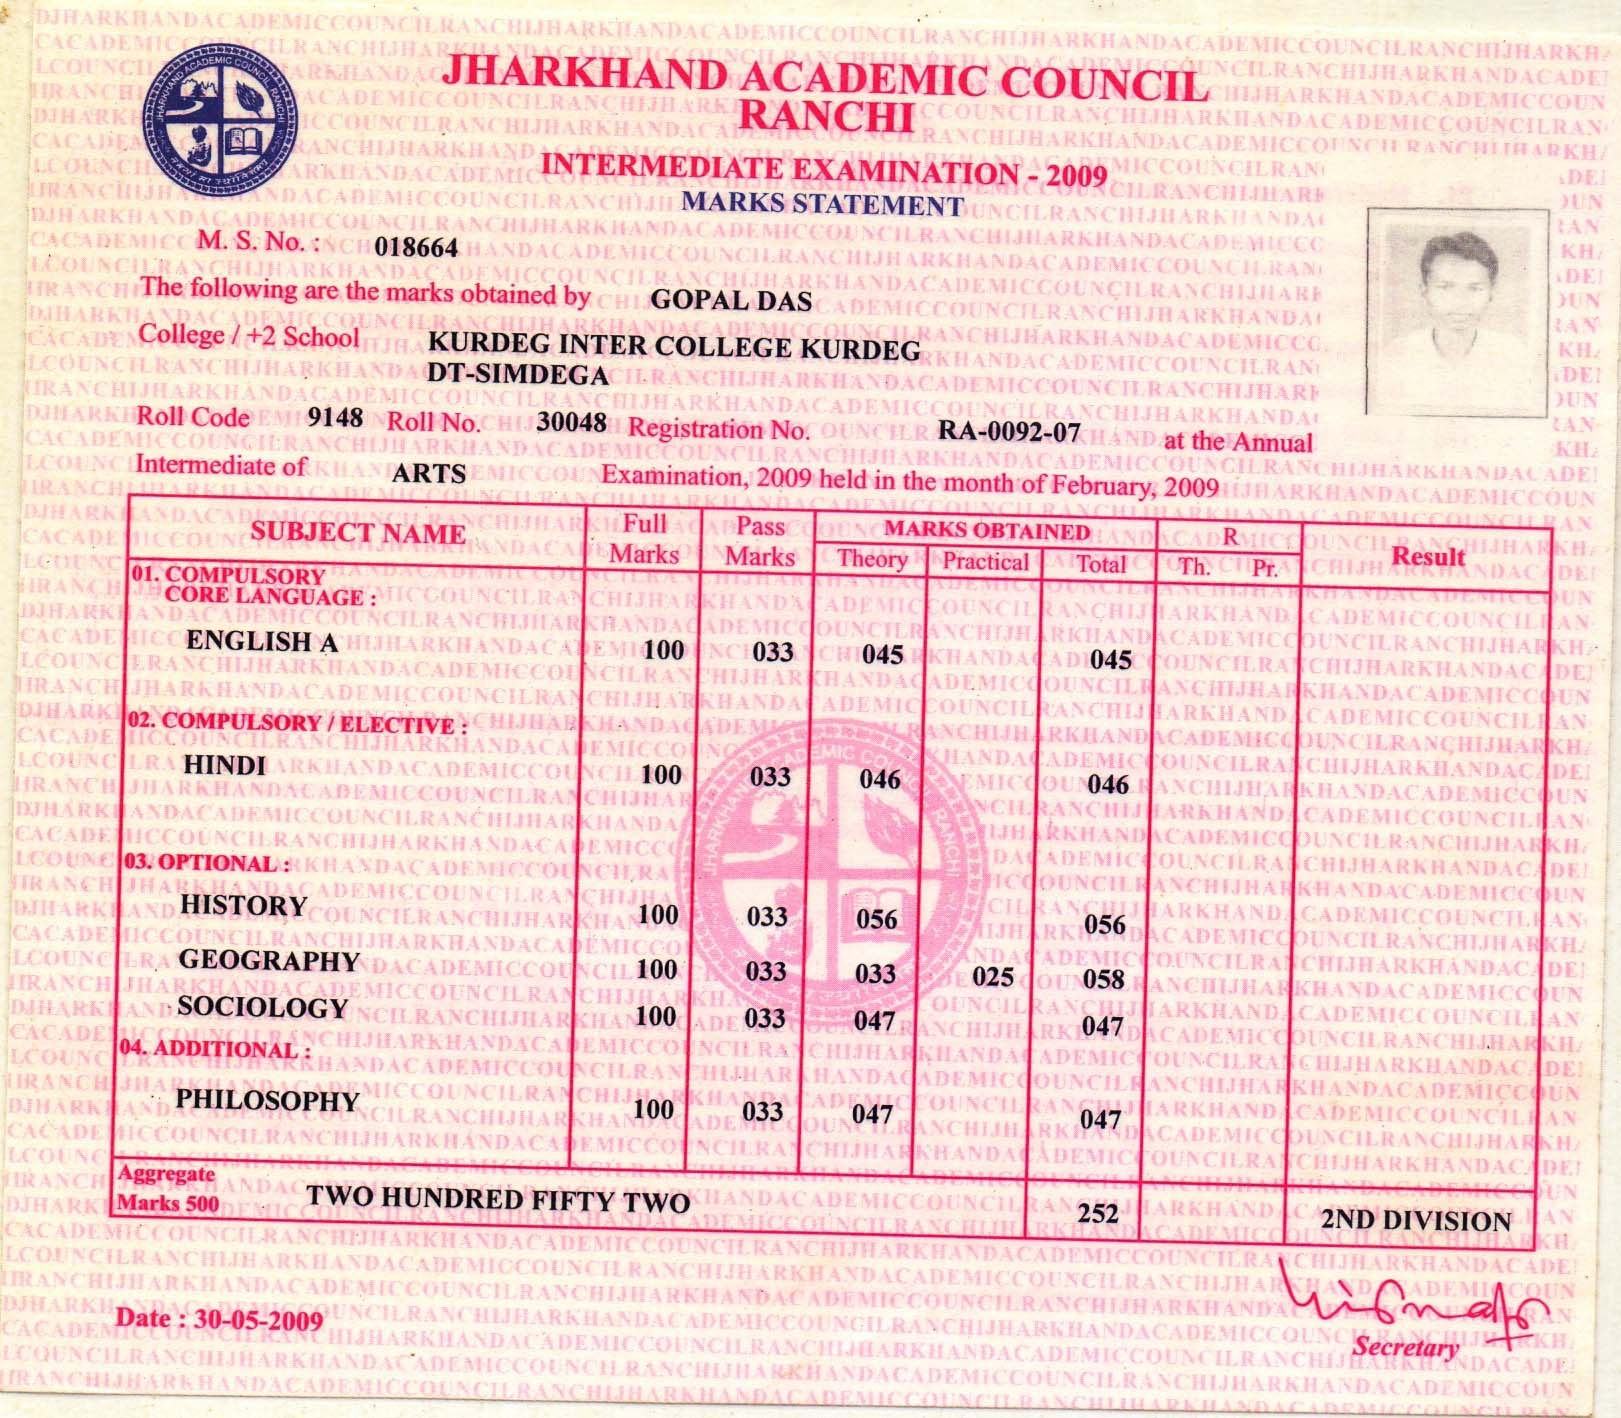 JHARKHAND ACADEMIC COUNCIL
RANCHI
INTERMEDIATE EXAMINATION - 2009
MARKS STATEMENT
M. S. No. : 018664
The following are the marks obtained by GOPAL DAS
College / +2 School KURDEG INTER COLLEGE KURDEG
DT-SIMDEGA
Roll Code 9148 Roll No. 30048 Registration No. RA-0092-07 at the Annual
Intermediate of ARTS Examination, 2009 held in the month of February, 2009
SUBJECT NAME Full Marks Pass Marks MARKS OBTAINED R Result
Theory Practical Total Th. Pr.
01. COMPULSORY
CORE LANGUAGE :
ENGLISH A 100 033 045 045
02. COMPULSORY / ELECTIVE :
HINDI 100 033 046 046
03. OPTIONAL :
HISTORY 100 033 056 056
GEOGRAPHY 100 033 033 025 058
SOCIOLOGY 100 033 047 047
04. ADDITIONAL :
PHILOSOPHY 100 033 047 047
Aggregate
Marks 500 TWO HUNDRED FIFTY TWO 252 2ND DIVISION
Date : 30-05-2009
Secretary